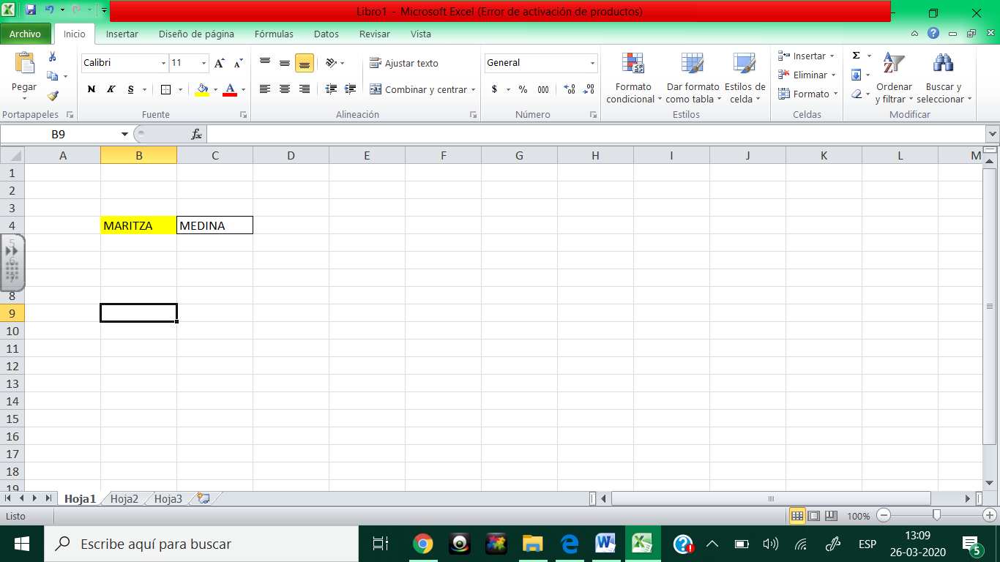 Libro1 - Microsoft Excel (Error de activación de productos)
Archivo Inicio Insertar Diseño de página Fórmulas Datos Revisar Vista
Pegar
Portapapeles
Calibri 11
N K S A
Fuente
Ajustar texto
Combinar y centrar
Alineación
General
$ % 000
Número
Formato condicional
Dar formato como tabla
Estilos de celda
Estilos
Insertar
Eliminar
Formato
Celdas
Σ
Ordenar y filtrar
Buscar y seleccionar
Modificar
B9 fx
A B C D E F G H I J K L M
1
2
3
4 MARITZA MEDINA
5
6
7
8
9
10
11
12
13
14
15
16
17
18
19
Hoja1 Hoja2 Hoja3
Listo 100%
Escribe aquí para buscar
ESP
13:09
26-03-2020
5